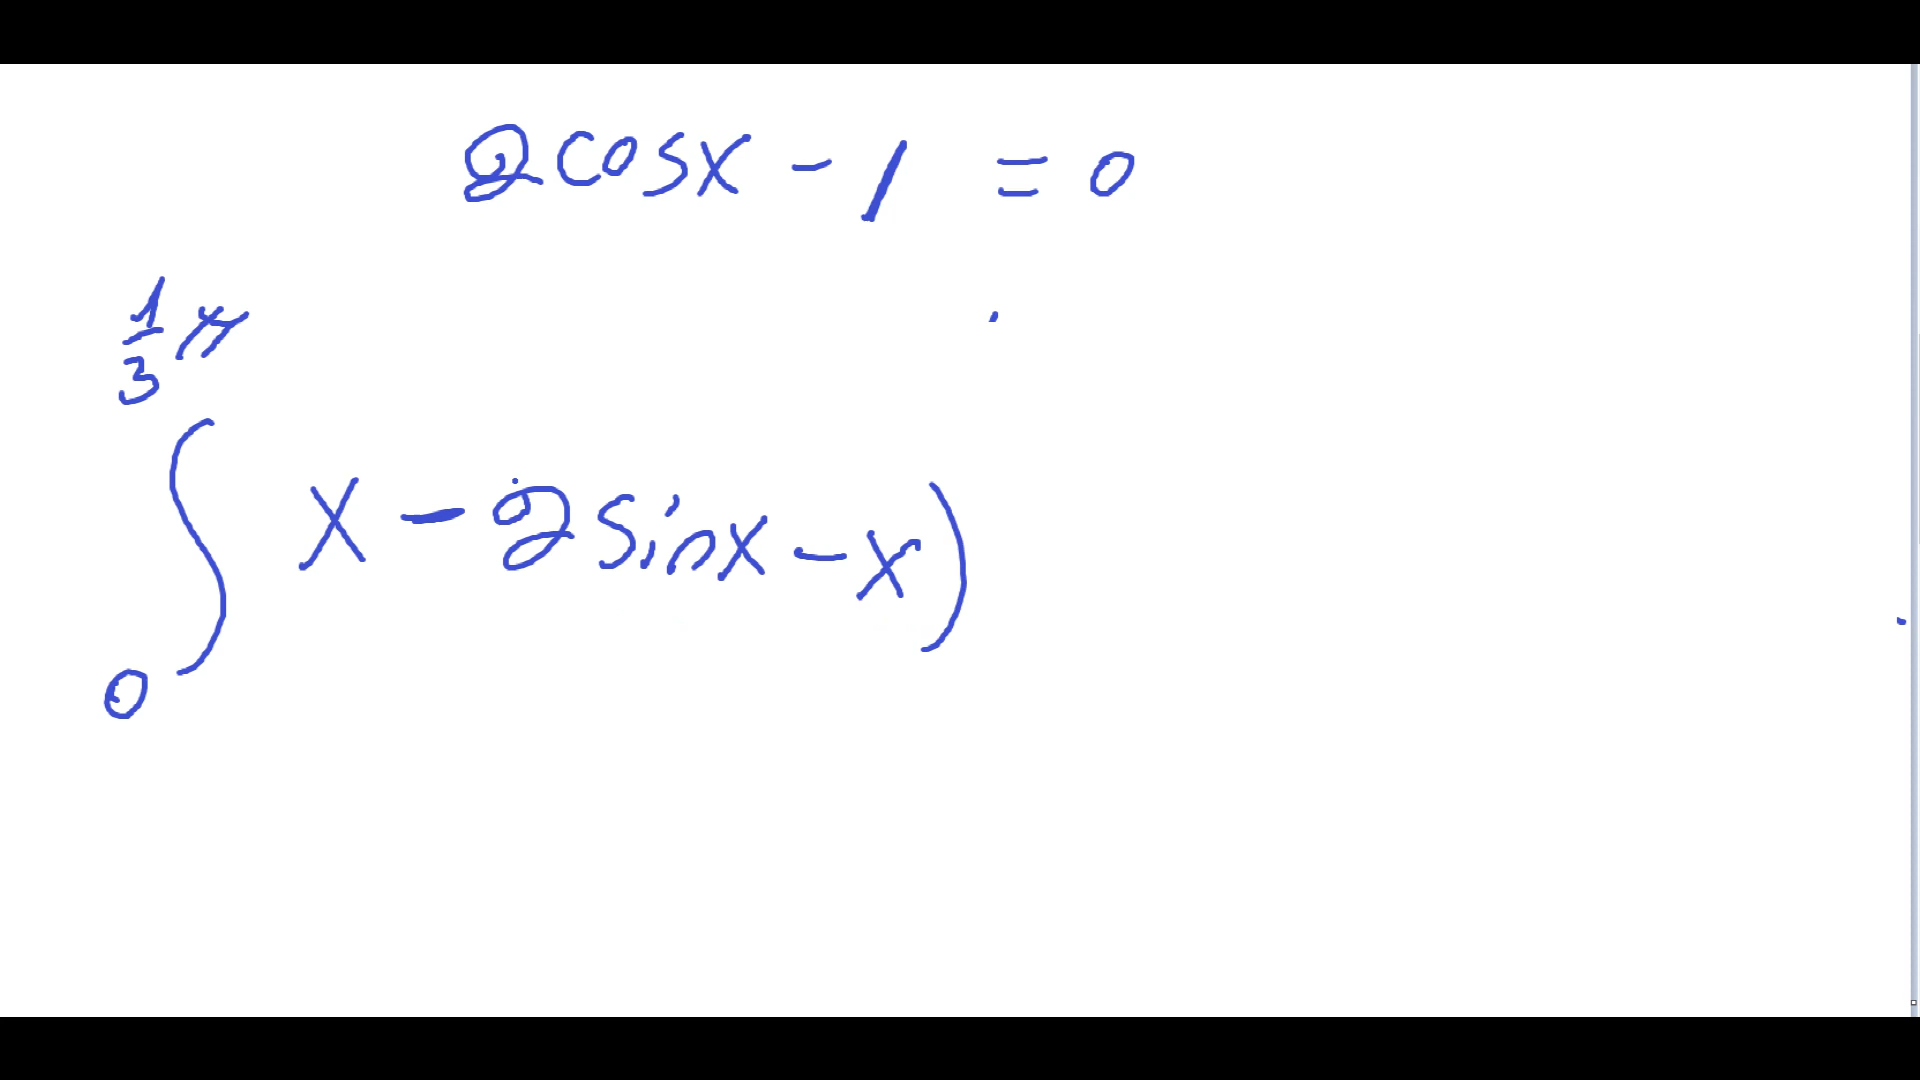 2cosx - 1 = 0
1/3 π
∫ x - 2sinx - x)
0